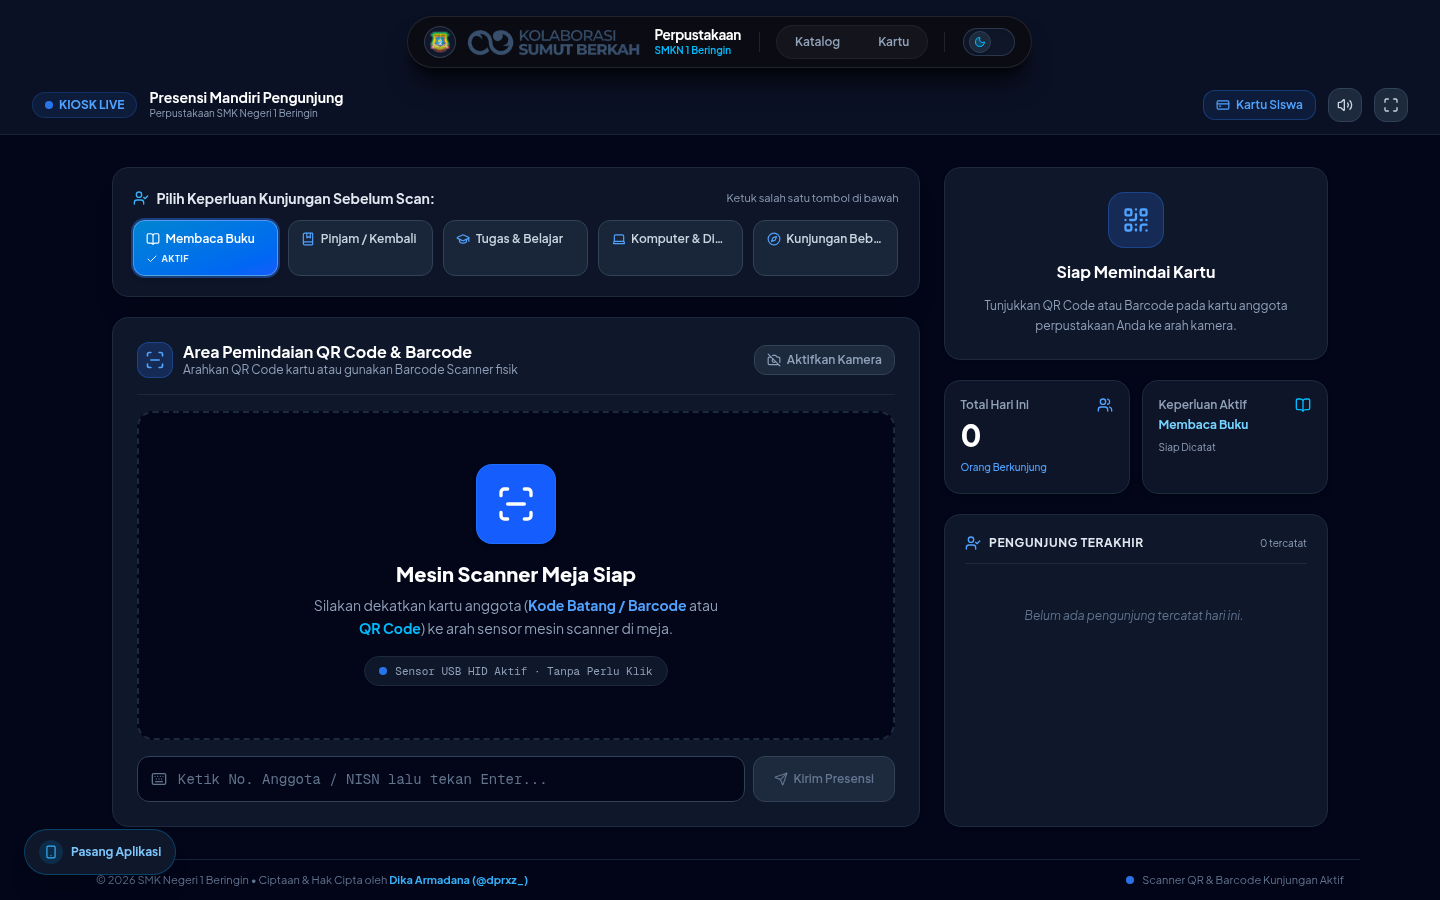 KOLABORASI
SUMUT BERKAH
Perpustakaan
SMKN 1 Beringin
Katalog
Kartu
KIOSK LIVE
Presensi Mandiri Pengunjung
Perpustakaan SMK Negeri 1 Beringin
Kartu Siswa
Pilih Keperluan Kunjungan Sebelum Scan:
Ketuk salah satu tombol di bawah
Membaca Buku
AKTIF
Pinjam / Kembali
Tugas & Belajar
Komputer & Di...
Kunjungan Beb...
Area Pemindaian QR Code & Barcode
Arahkan QR Code kartu atau gunakan Barcode Scanner fisik
Aktifkan Kamera
Mesin Scanner Meja Siap
Silakan dekatkan kartu anggota (Kode Batang / Barcode atau
QR Code) ke arah sensor mesin scanner di meja.
Sensor USB HID Aktif · Tanpa Perlu Klik
Ketik No. Anggota / NISN lalu tekan Enter...
Kirim Presensi
Siap Memindai Kartu
Tunjukkan QR Code atau Barcode pada kartu anggota
perpustakaan Anda ke arah kamera.
Total Hari Ini
0
Orang Berkunjung
Keperluan Aktif
Membaca Buku
Siap Dicatat
PENGUNJUNG TERAKHIR
0 tercatat
Belum ada pengunjung tercatat hari ini.
Pasang Aplikasi
© 2026 SMK Negeri 1 Beringin • Ciptaan & Hak Cipta oleh Dika Armadana (@dprxz_)
Scanner QR & Barcode Kunjungan Aktif